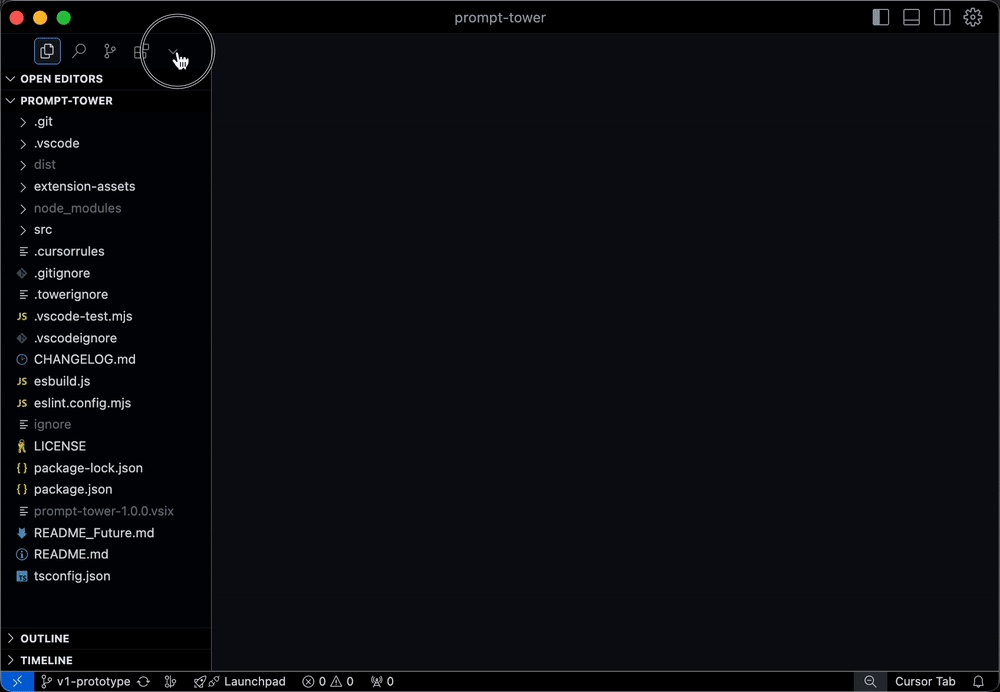 prompt-tower
OPEN EDITORS
PROMPT-TOWER
.git
.vscode
dist
extension-assets
node_modules
src
.cursorrules
.gitignore
.towerignore
JS .vscode-test.mjs
.vscodeignore
CHANGELOG.md
JS esbuild.js
JS eslint.config.mjs
ignore
LICENSE
{} package-lock.json
{} package.json
prompt-tower-1.0.0.vsix
README_Future.md
README.md
TS tsconfig.json
OUTLINE
TIMELINE
v1-prototype Launchpad 0 0 0 Cursor Tab